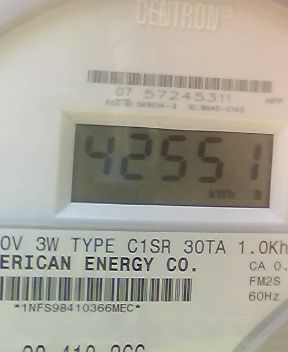 CENTRON®
07 57245311
42551
kWh
OV 3W TYPE C1SR 30TA 1.0Kh
ERICAN ENERGY CO. CA 0.
FM2S
*1NFS98410366MEC* 60Hz